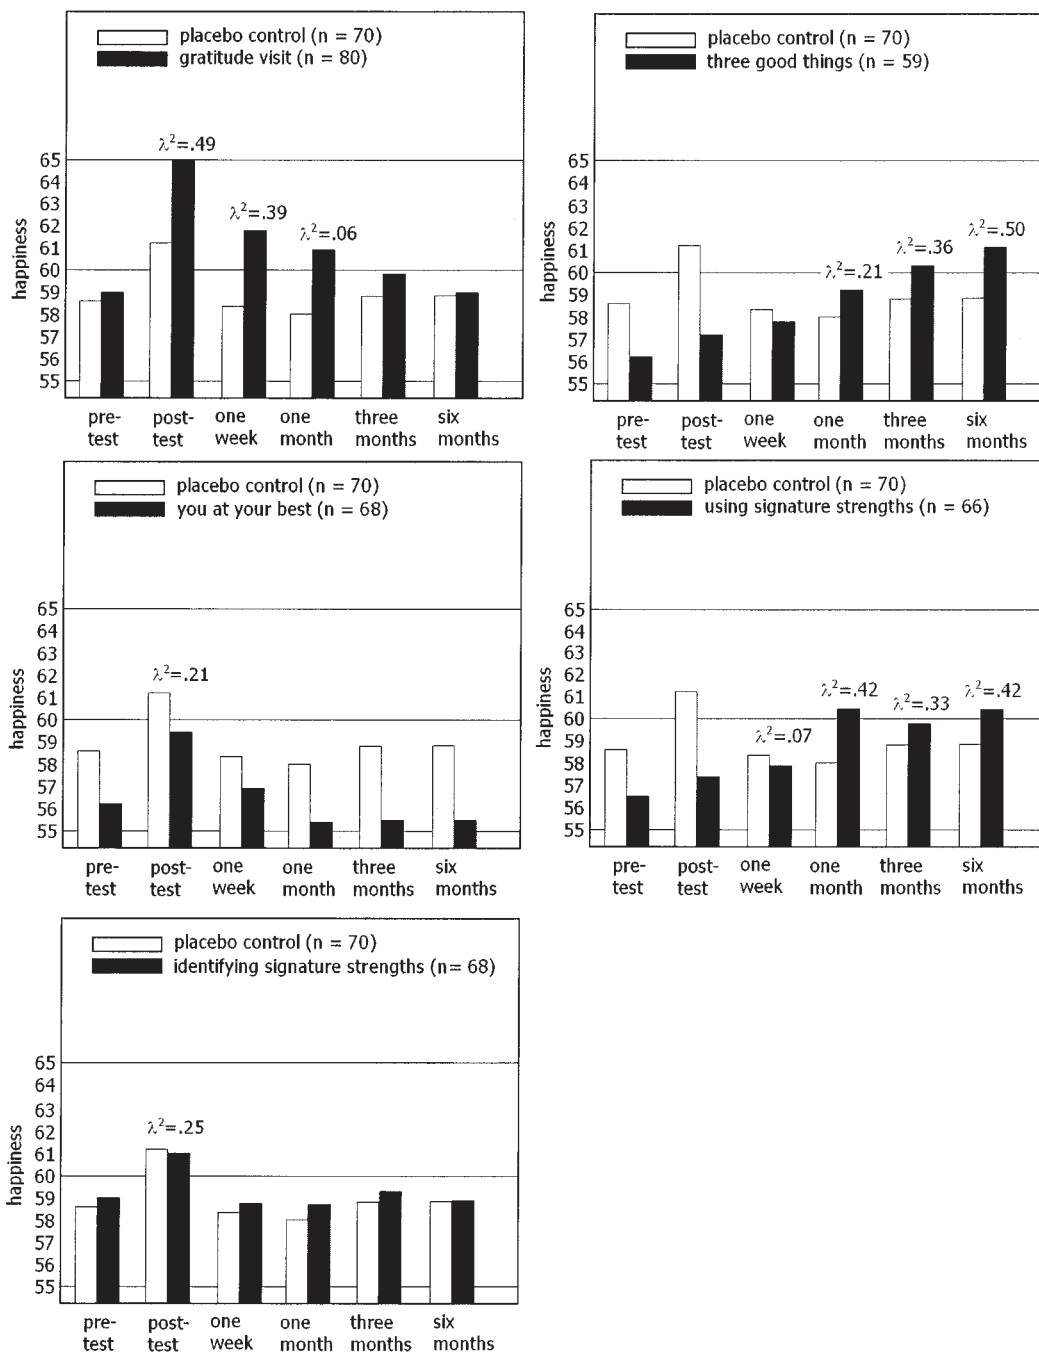 placebo control (n = 70)
gratitude visit (n = 80)
happiness
65
64
63
62
61
60
59
58
57
56
55
λ²=.49
λ²=.39
λ²=.06
pre-
test
post-
test
one
week
one
month
three
months
six
months
placebo control (n = 70)
three good things (n = 59)
happiness
65
64
63
62
61
60
59
58
57
56
55
λ²=.21
λ²=.36
λ²=.50
pre-
test
post-
test
one
week
one
month
three
months
six
months
placebo control (n = 70)
you at your best (n = 68)
happiness
65
64
63
62
61
60
59
58
57
56
55
λ²=.21
pre-
test
post-
test
one
week
one
month
three
months
six
months
placebo control (n = 70)
using signature strengths (n = 66)
happiness
65
64
63
62
61
60
59
58
57
56
55
λ²=.07
λ²=.42
λ²=.33
λ²=.42
pre-
test
post-
test
one
week
one
month
three
months
six
months
placebo control (n = 70)
identifying signature strengths (n= 68)
happiness
65
64
63
62
61
60
59
58
57
56
55
λ²=.25
pre-
test
post-
test
one
week
one
month
three
months
six
months